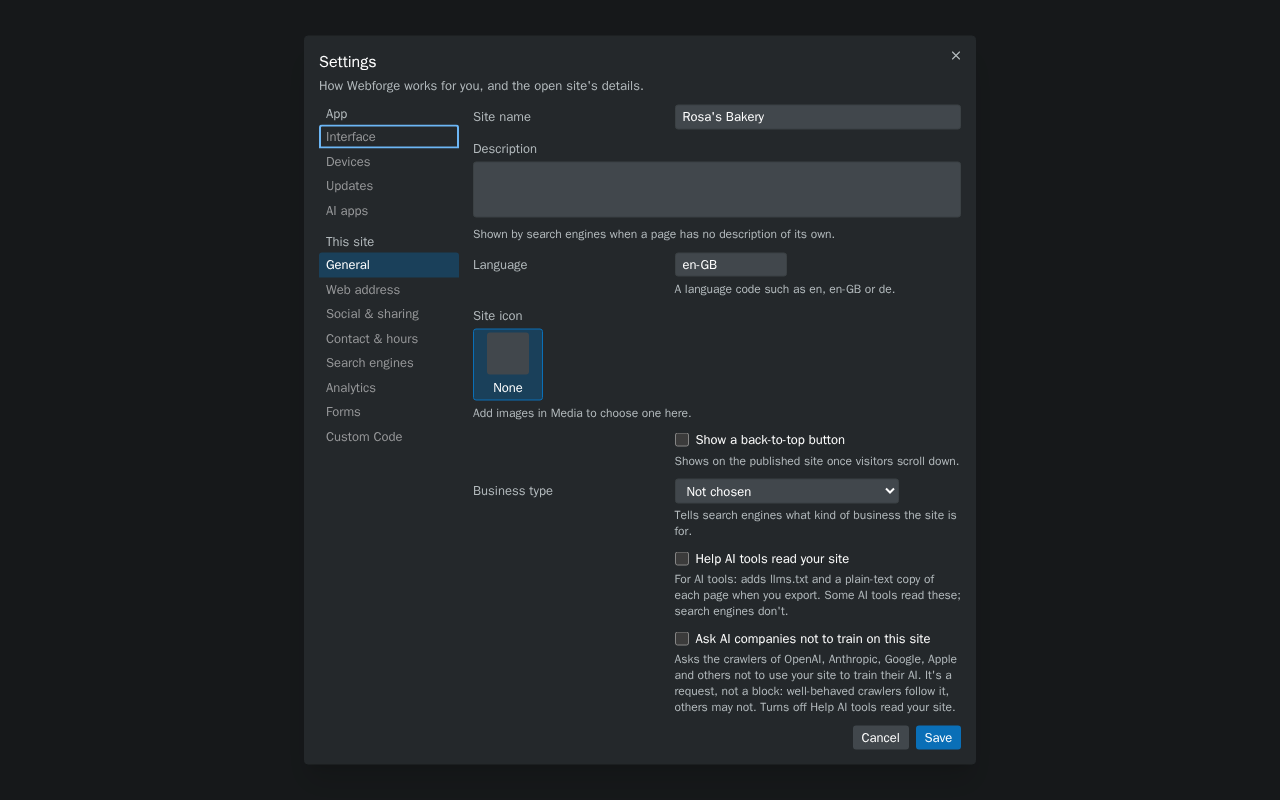 Settings
How Webforge works for you, and the open site's details.
App
Interface
Devices
Updates
AI apps
This site
General
Web address
Social & sharing
Contact & hours
Search engines
Analytics
Forms
Custom Code
Site name
Rosa's Bakery
Description
Shown by search engines when a page has no description of its own.
Language
en-GB
A language code such as en, en-GB or de.
Site icon
None
Add images in Media to choose one here.
Show a back-to-top button
Shows on the published site once visitors scroll down.
Business type
Not chosen
Tells search engines what kind of business the site is
for.
Help AI tools read your site
For AI tools: adds llms.txt and a plain-text copy of
each page when you export. Some AI tools read these;
search engines don't.
Ask AI companies not to train on this site
Asks the crawlers of OpenAI, Anthropic, Google, Apple
and others not to use your site to train their AI. It's a
request, not a block: well-behaved crawlers follow it,
others may not. Turns off Help AI tools read your site.
Cancel
Save